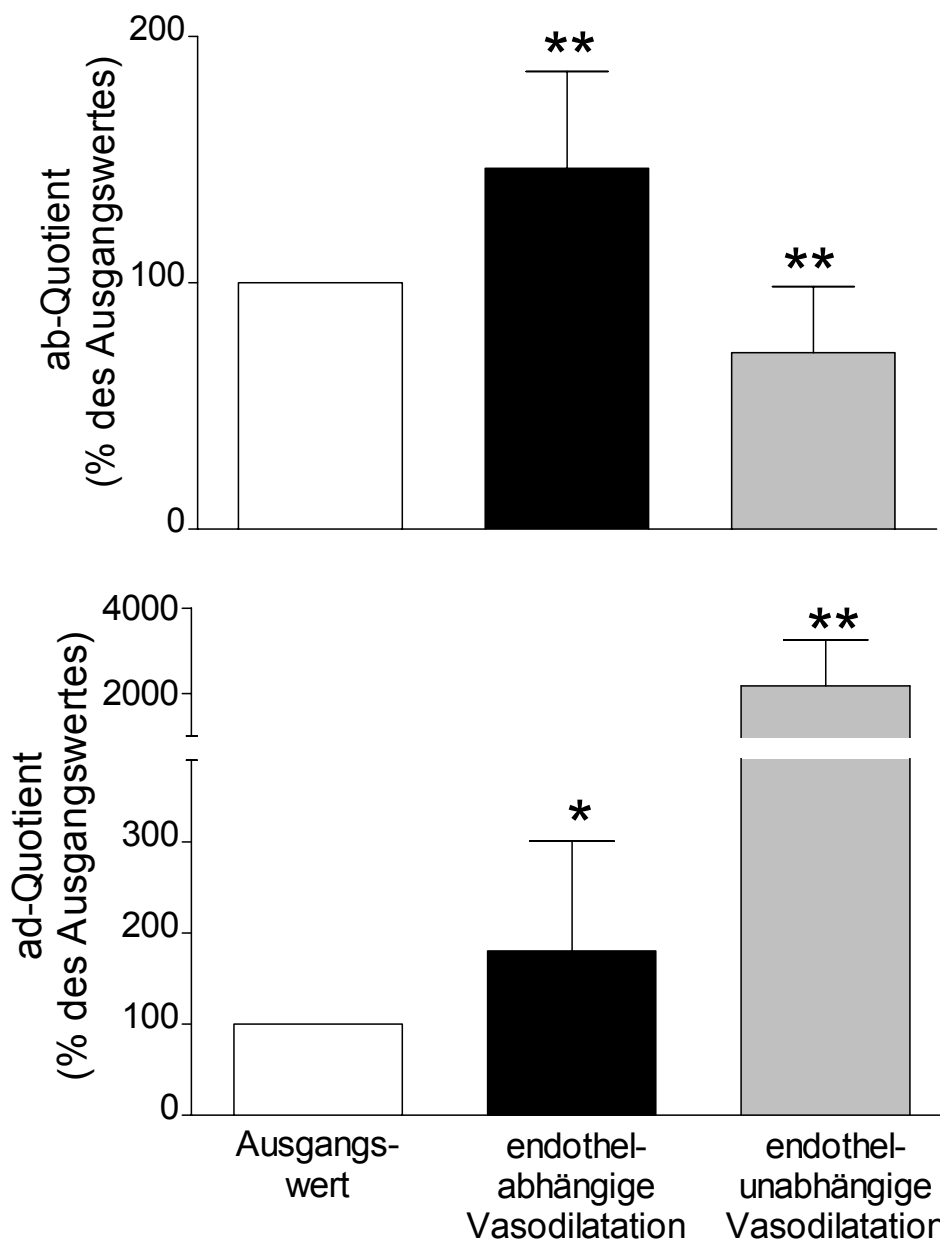 200
**
ab-Quotient
(% des Ausgangswertes)
100
**
0
4000
**
2000
ad-Quotient
(% des Ausgangswertes)
300
*
200
100
0
Ausgangs-
wert
endothel-
abhängige
Vasodilatation
endothel-
unabhängige
Vasodilatation